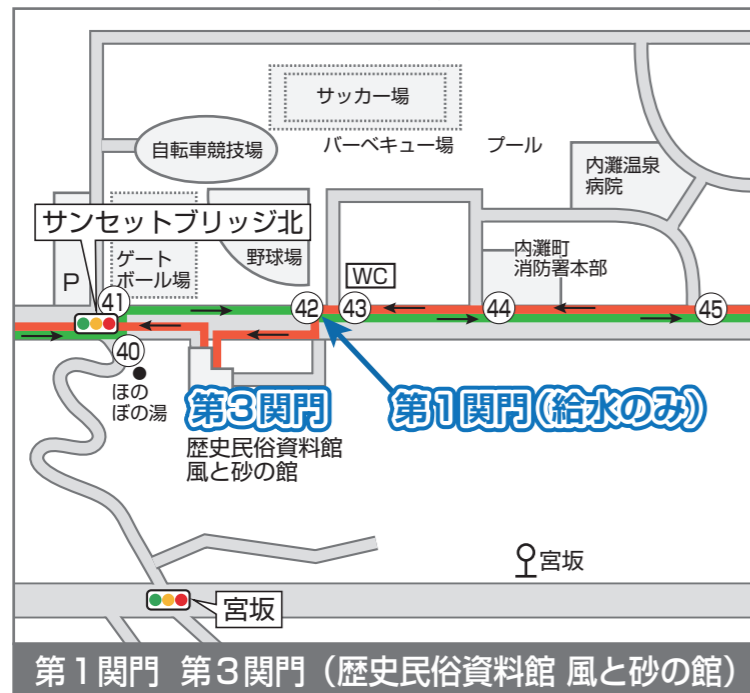 サッカー場
自転車競技場
バーベキュー場
プール
内灘温泉
病院
サンセットブリッジ北
P
ゲート
ボール場
野球場
WC
内灘町
消防署本部
41
42
43
44
45
40
ほの
ぼの湯
第3関門
第1関門(給水のみ)
歴史民俗資料館
風と砂の館
宮坂
宮坂
第1関門 第3関門(歴史民俗資料館 風と砂の館)